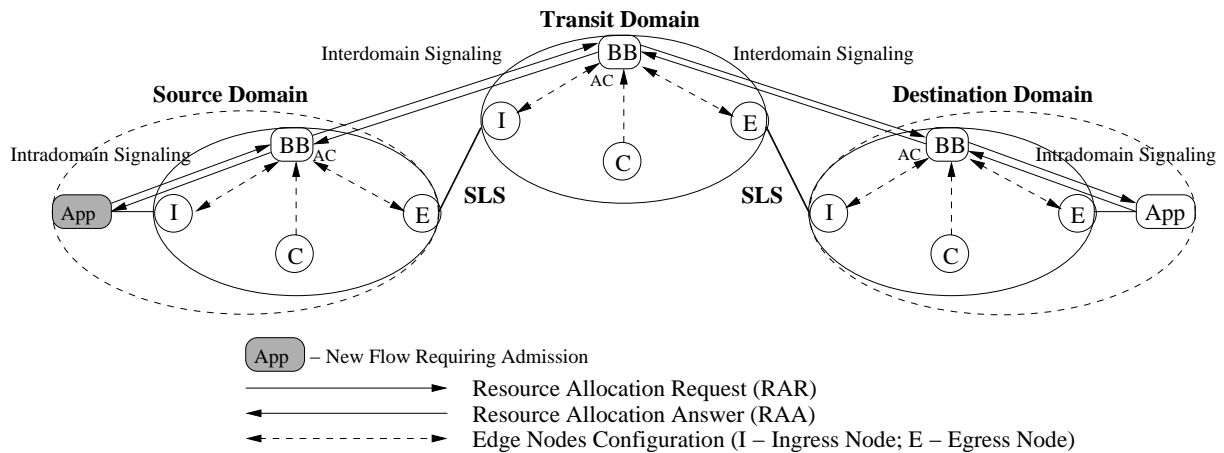 Transit Domain
Interdomain Signaling
BB
Interdomain Signaling
AC
Source Domain
I
E
Destination Domain
Intradomain Signaling
BB
AC
C
AC
BB
Intradomain Signaling
SLS
SLS
App
I
E
I
E
App
C
C
App – New Flow Requiring Admission
Resource Allocation Request (RAR)
Resource Allocation Answer (RAA)
Edge Nodes Configuration (I – Ingress Node; E – Egress Node)